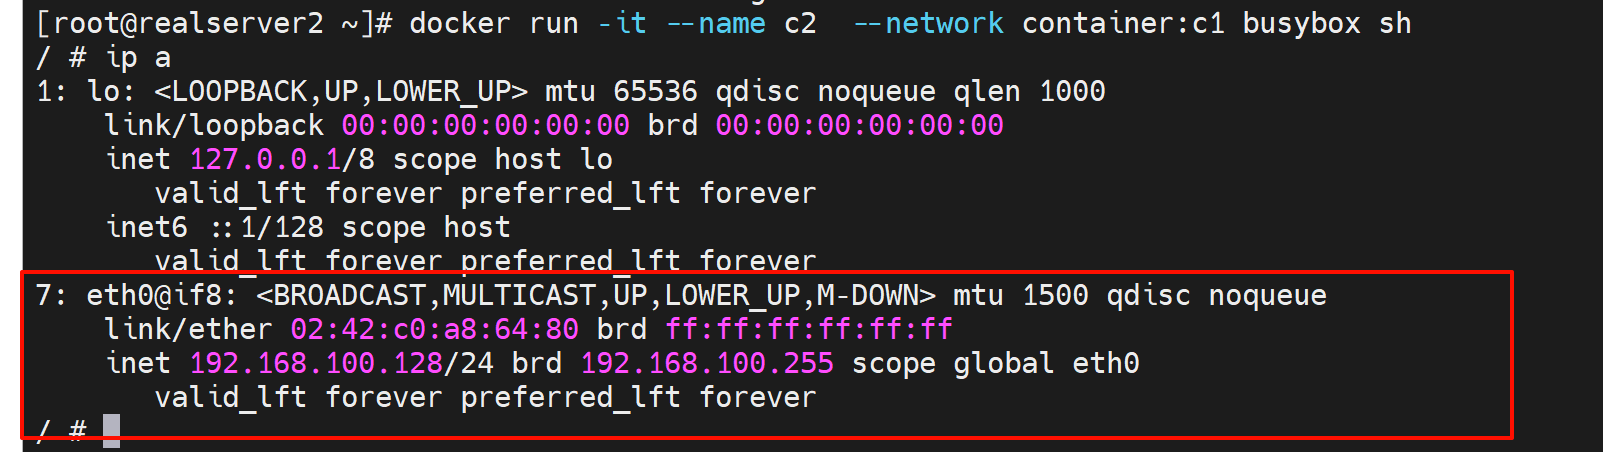 [root@realserver2 ~]# docker run -it --name c2  --network container:c1 busybox sh
/ # ip a
1: lo: <LOOPBACK,UP,LOWER_UP> mtu 65536 qdisc noqueue qlen 1000
    link/loopback 00:00:00:00:00:00 brd 00:00:00:00:00:00
    inet 127.0.0.1/8 scope host lo
       valid_lft forever preferred_lft forever
    inet6 ::1/128 scope host
       valid_lft forever preferred_lft forever
7: eth0@if8: <BROADCAST,MULTICAST,UP,LOWER_UP,M-DOWN> mtu 1500 qdisc noqueue
    link/ether 02:42:c0:a8:64:80 brd ff:ff:ff:ff:ff:ff
    inet 192.168.100.128/24 brd 192.168.100.255 scope global eth0
       valid_lft forever preferred_lft forever
/ #